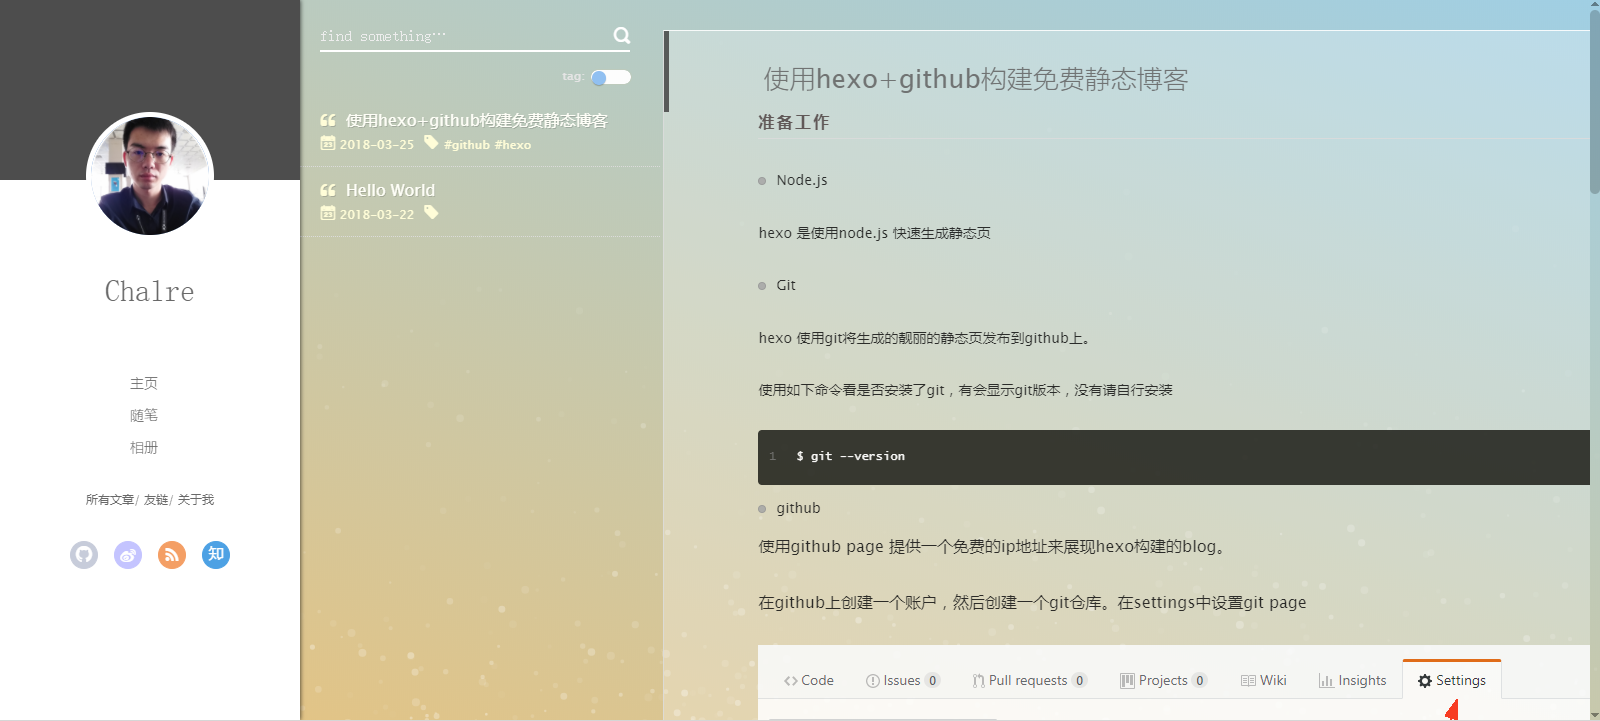 Chalre
主页
随笔
相册
所有文章/ 友链/ 关于我
知
find something…
tag:
使用hexo+github构建免费静态博客
23 2018-03-25 #github #hexo
Hello World
23 2018-03-22
使用hexo+github构建免费静态博客
准备工作
Node.js
hexo 是使用node.js 快速生成静态页
Git
hexo 使用git将生成的靓丽的静态页发布到github上。
使用如下命令看是否安装了git，有会显示git版本，没有请自行安装
1 $ git --version
github
使用github page 提供一个免费的ip地址来展现hexo构建的blog。
在github上创建一个账户，然后创建一个git仓库。在settings中设置git page
Code Issues 0 Pull requests 0 Projects 0 Wiki Insights Settings